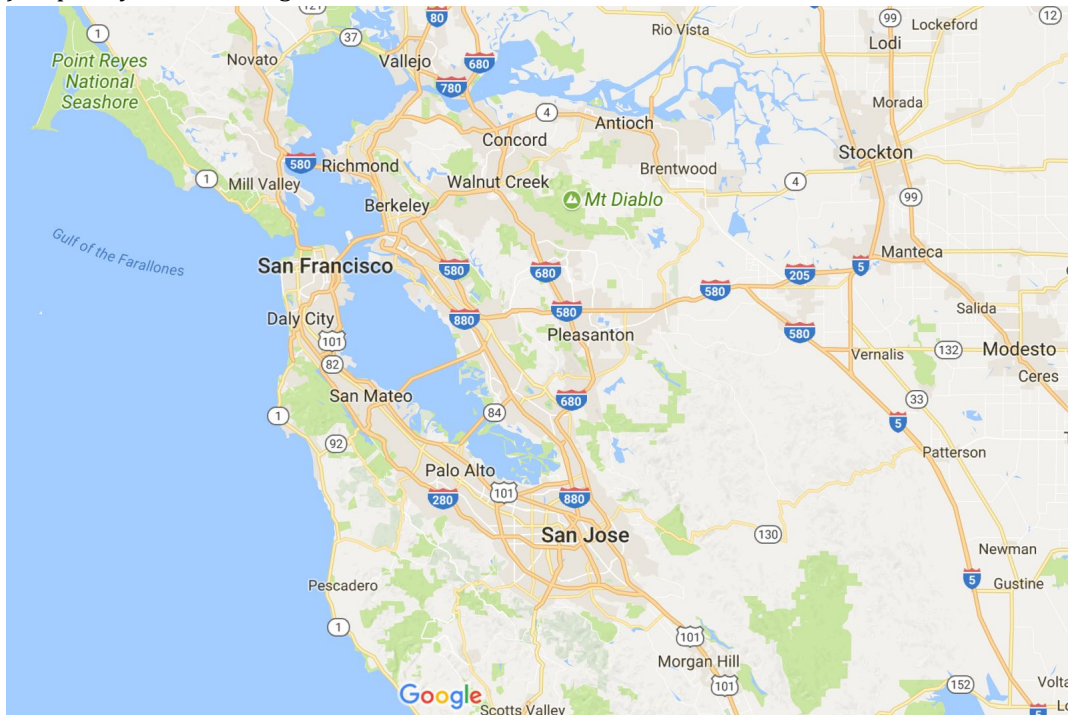 121
80
12
1
37
Rio Vista
Lockeford
Lodi
Novato
Vallejo
680
Point Reyes
National
Seashore
780
4
Morada
Antioch
Concord
Stockton
580
Richmond
Brentwood
1
Mill Valley
Walnut Creek
4
99
Mt Diablo
Berkeley
Gulf of the Farallones
San Francisco
Manteca
580
680
205
5
580
Daly City
880
580
Salida
Pleasanton
580
101
82
Vernalis
132
Modesto
Ceres
San Mateo
680
33
1
84
5
92
Patterson
Palo Alto
280
101
880
San Jose
130
Newman
Pescadero
5
Gustine
1
101
Morgan Hill
101
152
Google
Scotts Valley
5